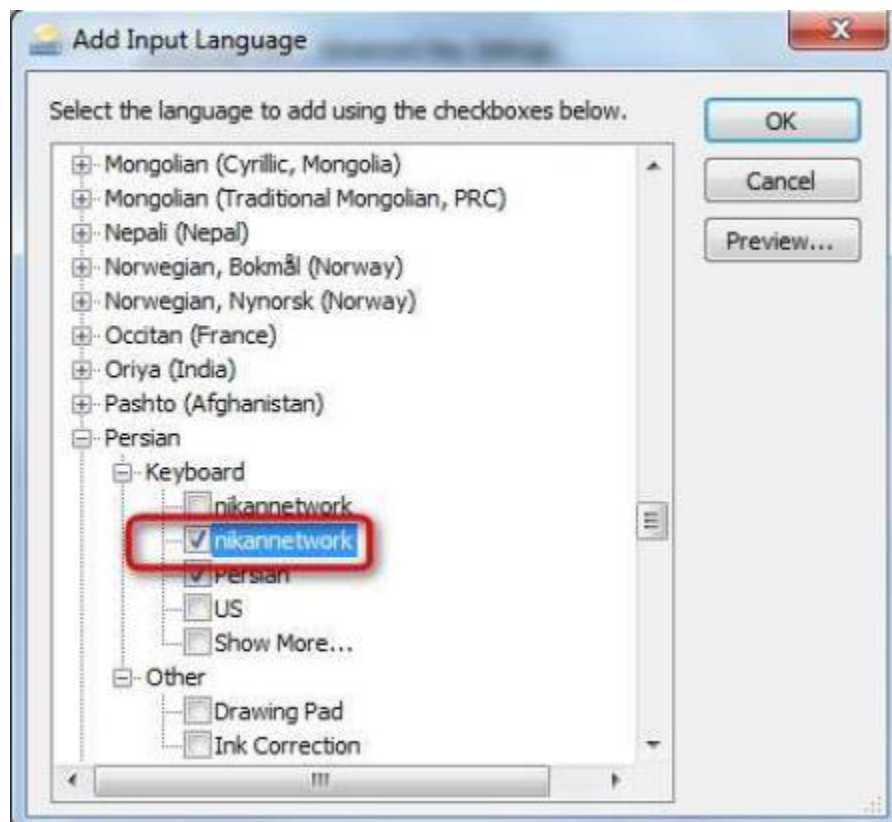 Add Input Language
Select the language to add using the checkboxes below.
OK
Cancel
Preview...
Mongolian (Cyrillic, Mongolia)
Mongolian (Traditional Mongolian, PRC)
Nepali (Nepal)
Norwegian, Bokmål (Norway)
Norwegian, Nynorsk (Norway)
Occitan (France)
Oriya (India)
Pashto (Afghanistan)
Persian
Keyboard
nikannetwork
nikannetwork
Persian
US
Show More...
Other
Drawing Pad
Ink Correction